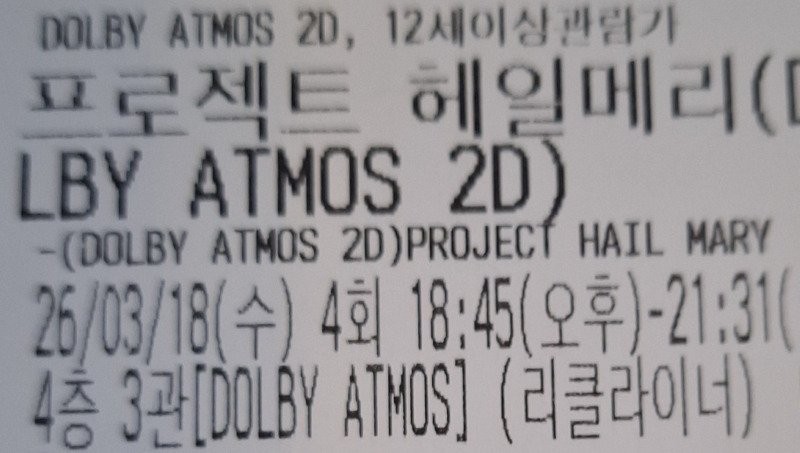 DOLBY ATMOS 2D, 12세이상관람가
프로젝트 헤일메리(D
LBY ATMOS 2D)
-(DOLBY ATMOS 2D)PROJECT HAIL MARY
26/03/18(수) 4회 18:45(오후)-21:31(
4층 3관[DOLBY ATMOS] (리클라이너)